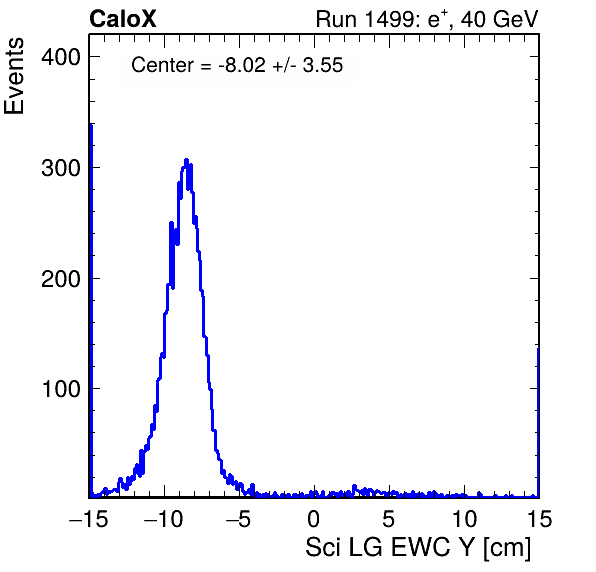 CaloX Run 1499: e⁺, 40 GeV
Center = -8.02 +/- 3.55
Events
400
300
200
100
−15 −10 −5 0 5 10 15
Sci LG EWC Y [cm]